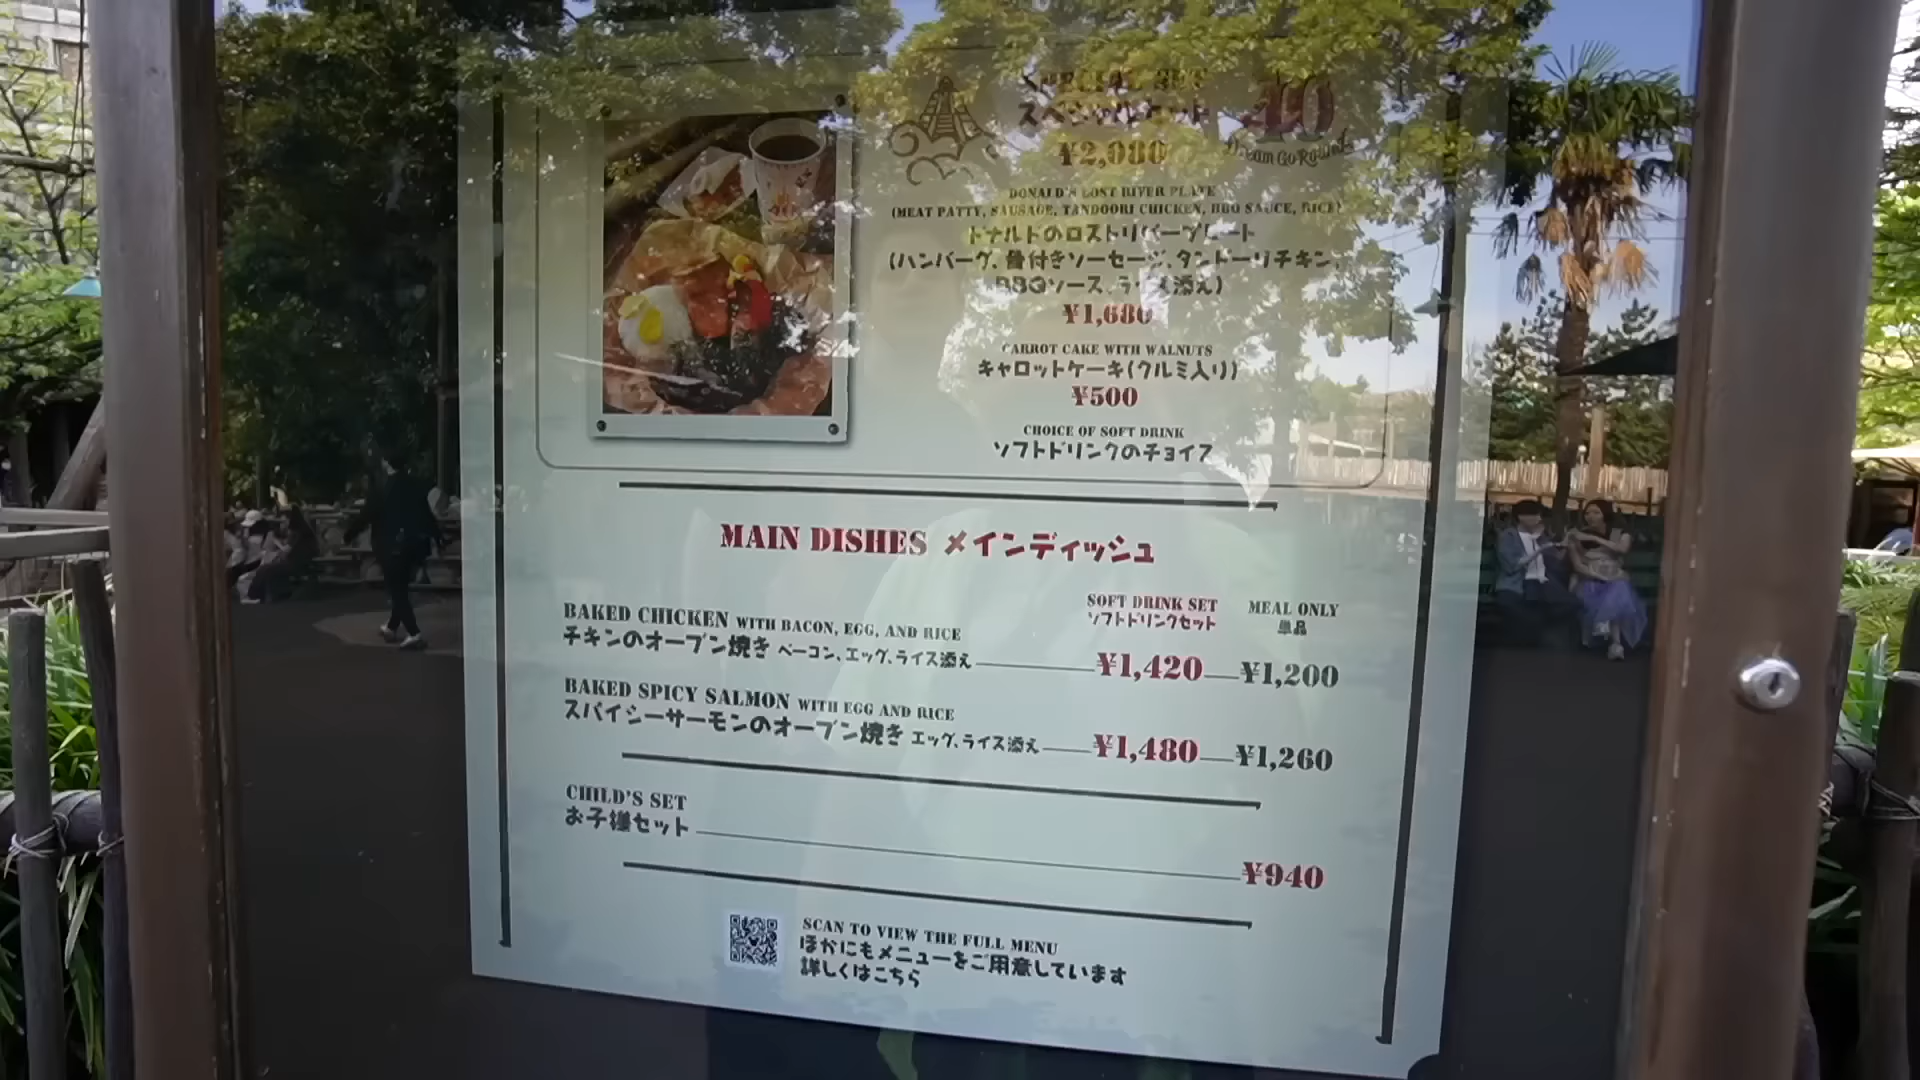 SPECIAL SET
スペシャルセット
¥2,080
40
Dream Go-Round
DONALD'S LOST RIVER PLATE
(MEAT PATTY, SAUSAGE, TANDOORI CHICKEN, BBQ SAUCE, RICE)
ドナルドのロストリバープレート
(ハンバーグ、骨付きソーセージ、タンドーリチキン、
BBQソース、ライス添え)
¥1,680
CARROT CAKE WITH WALNUTS
キャロットケーキ(クルミ入り)
¥500
CHOICE OF SOFT DRINK
ソフトドリンクのチョイス
MAIN DISHES メインディッシュ
SOFT DRINK SET MEAL ONLY
ソフトドリンクセット 単品
BAKED CHICKEN WITH BACON, EGG, AND RICE
チキンのオーブン焼き ベーコン、エッグ、ライス添え ¥1,420 ¥1,200
BAKED SPICY SALMON WITH EGG AND RICE
スパイシーサーモンのオーブン焼き エッグ、ライス添え ¥1,480 ¥1,260
CHILD'S SET
お子様セット ¥940
SCAN TO VIEW THE FULL MENU
ほかにもメニューをご用意しています
詳しくはこちら